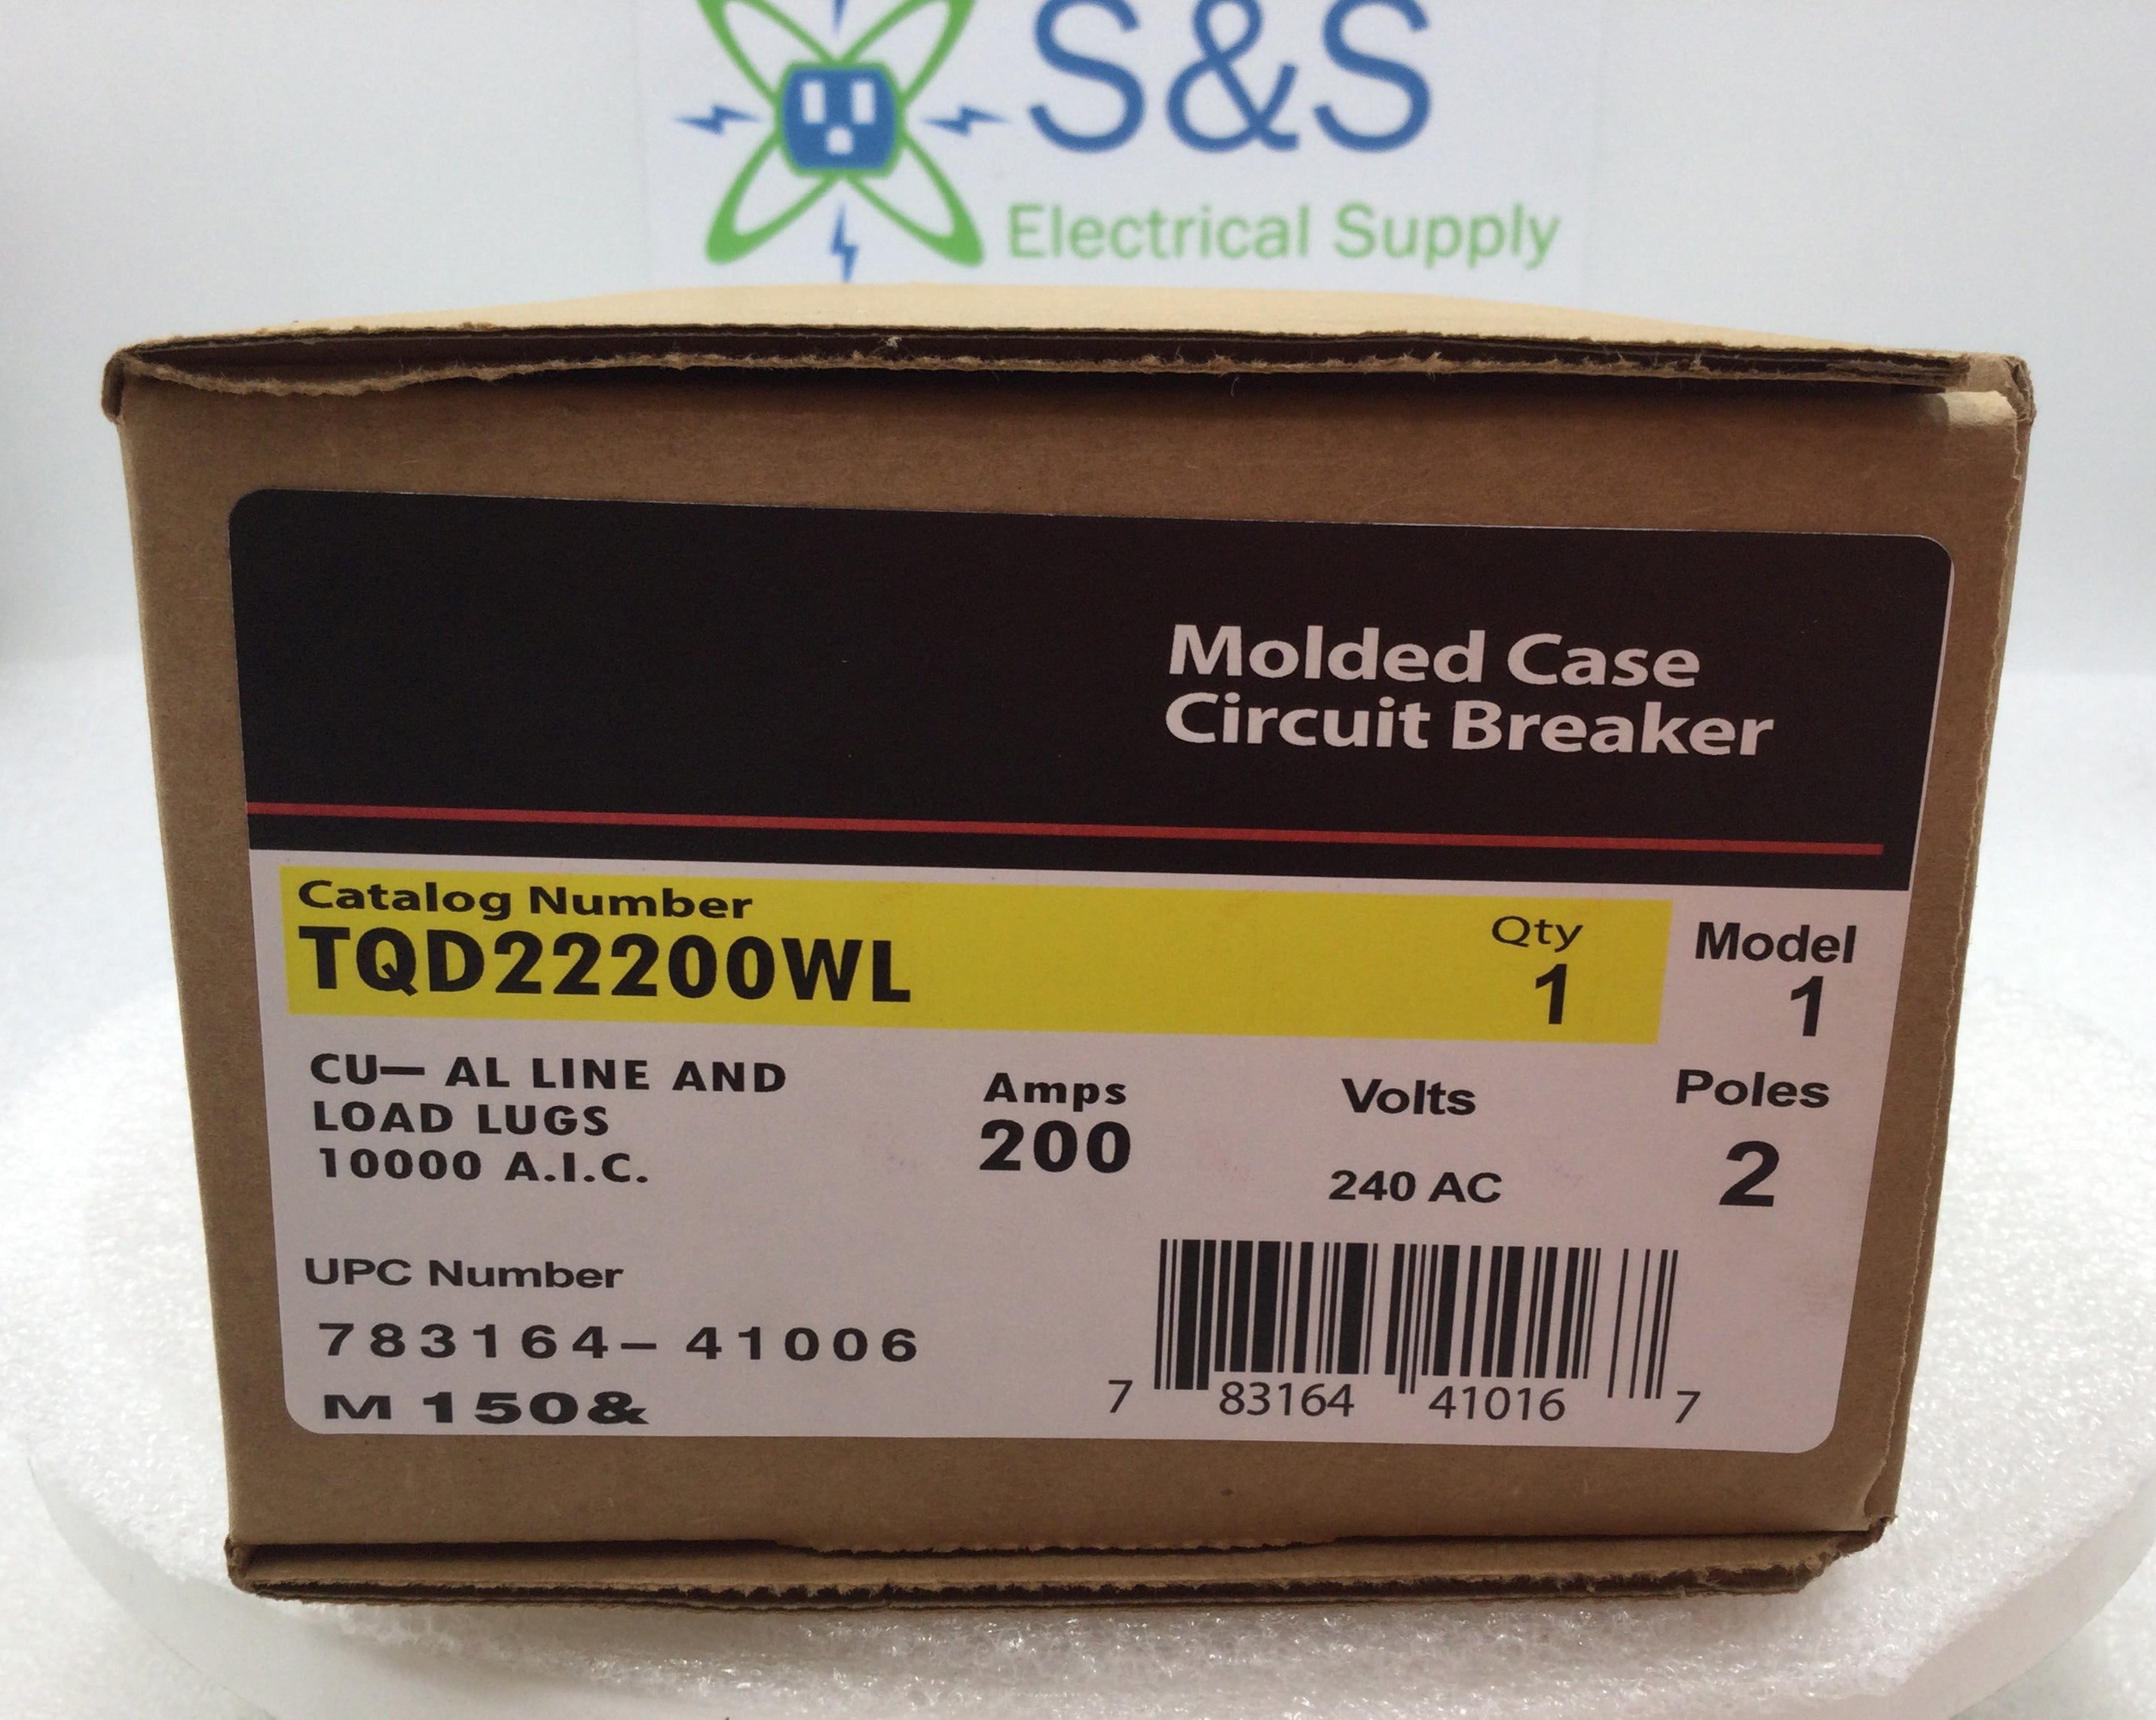 S&S
Electrical Supply
Molded Case
Circuit Breaker
Catalog Number
TQD22200WL
Qty
1
Model
1
CU— AL LINE AND
LOAD LUGS
10000 A.I.C.
Amps
200
Volts
240 AC
Poles
2
UPC Number
783164– 41006
M 150&
7 83164 41016 7